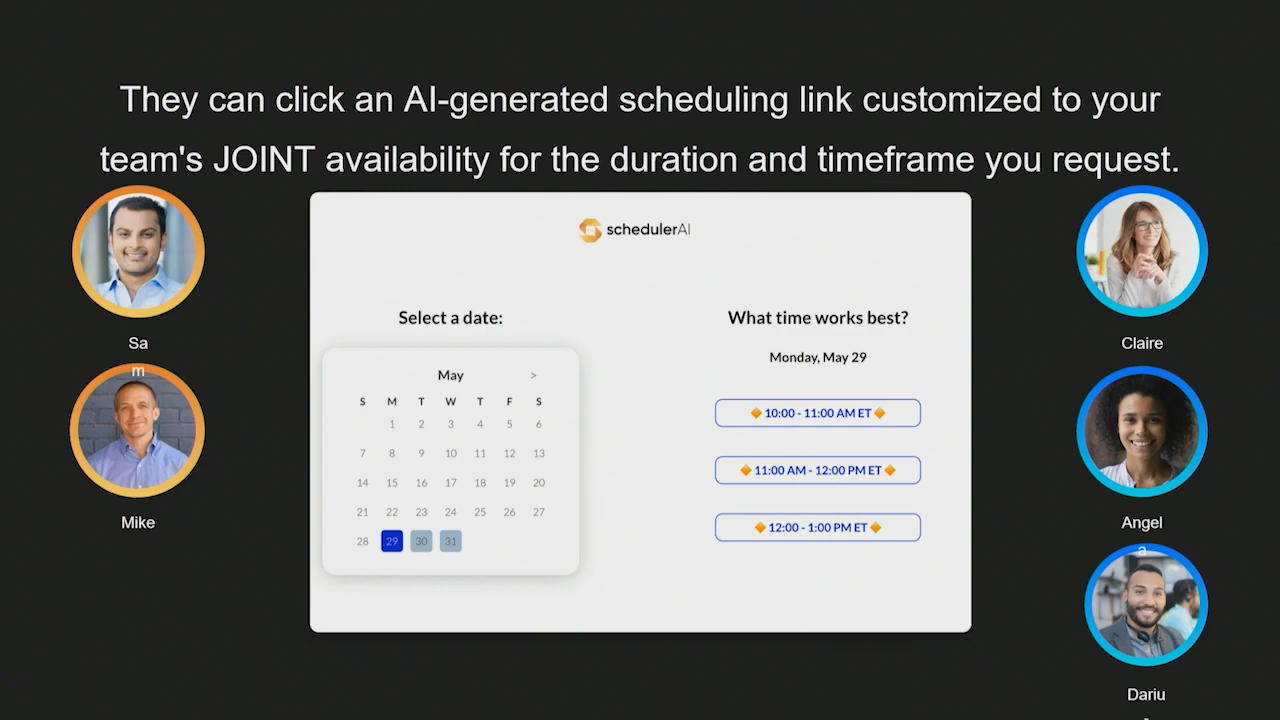 They can click an AI-generated scheduling link customized to your
team's JOINT availability for the duration and timeframe you request.
schedulerAI
Sa
m
Mike
Select a date:
May >
S M T W T F S
1 2 3 4 5 6
7 8 9 10 11 12 13
14 15 16 17 18 19 20
21 22 23 24 25 26 27
28 29 30 31
What time works best?
Monday, May 29
10:00 - 11:00 AM ET
11:00 AM - 12:00 PM ET
12:00 - 1:00 PM ET
Claire
Angel
a
Dariu